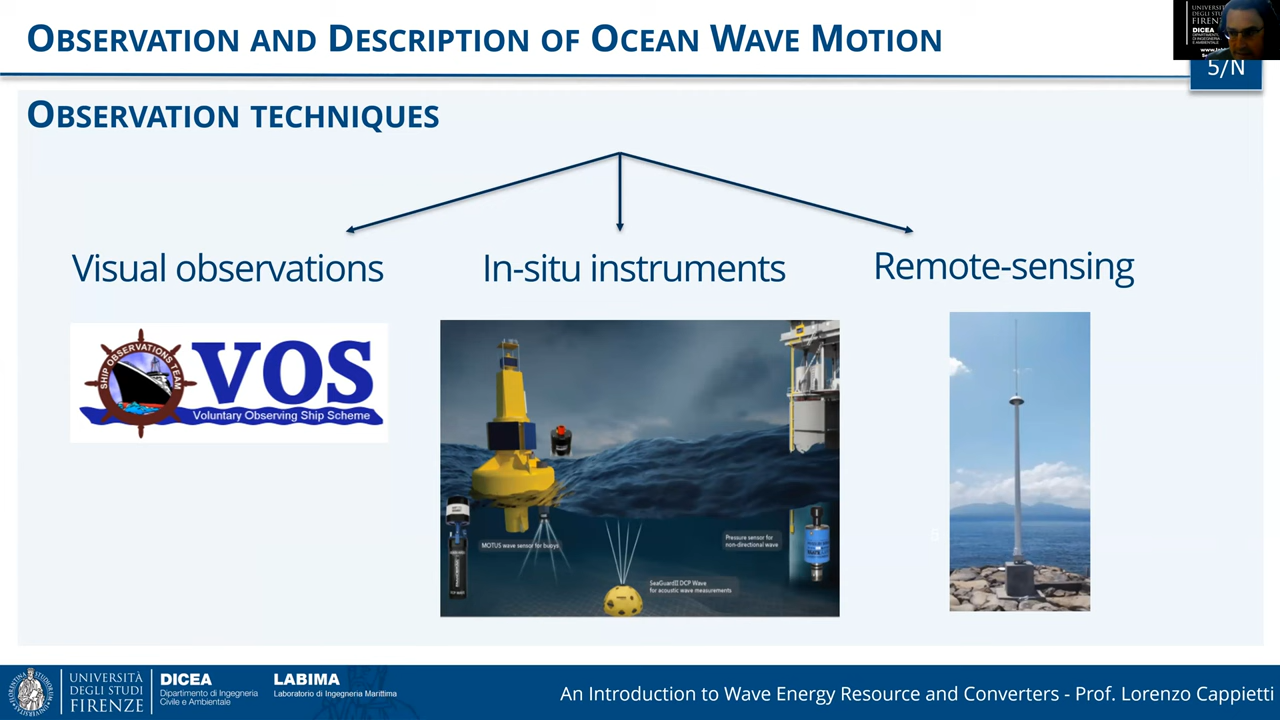 OBSERVATION AND DESCRIPTION OF OCEAN WAVE MOTION
UNIVERSITÀ
DICEA
5/N
OBSERVATION TECHNIQUES
Visual observations
In-situ instruments
Remote-sensing
SHIP OBSERVATIONS TEAM
VOS
Voluntary Observing Ship Scheme
MOTUS wave sensor for buoys
Pressure sensor for
non-directional wave
SeaGuardII DCP Wave
for acoustic wave measurements
UNIVERSITÀ
DEGLI STUDI
FIRENZE
DICEA
Dipartimento di Ingegneria
Civile e Ambientale
LABIMA
Laboratorio di Ingegneria Marittima
An Introduction to Wave Energy Resource and Converters - Prof. Lorenzo Cappietti